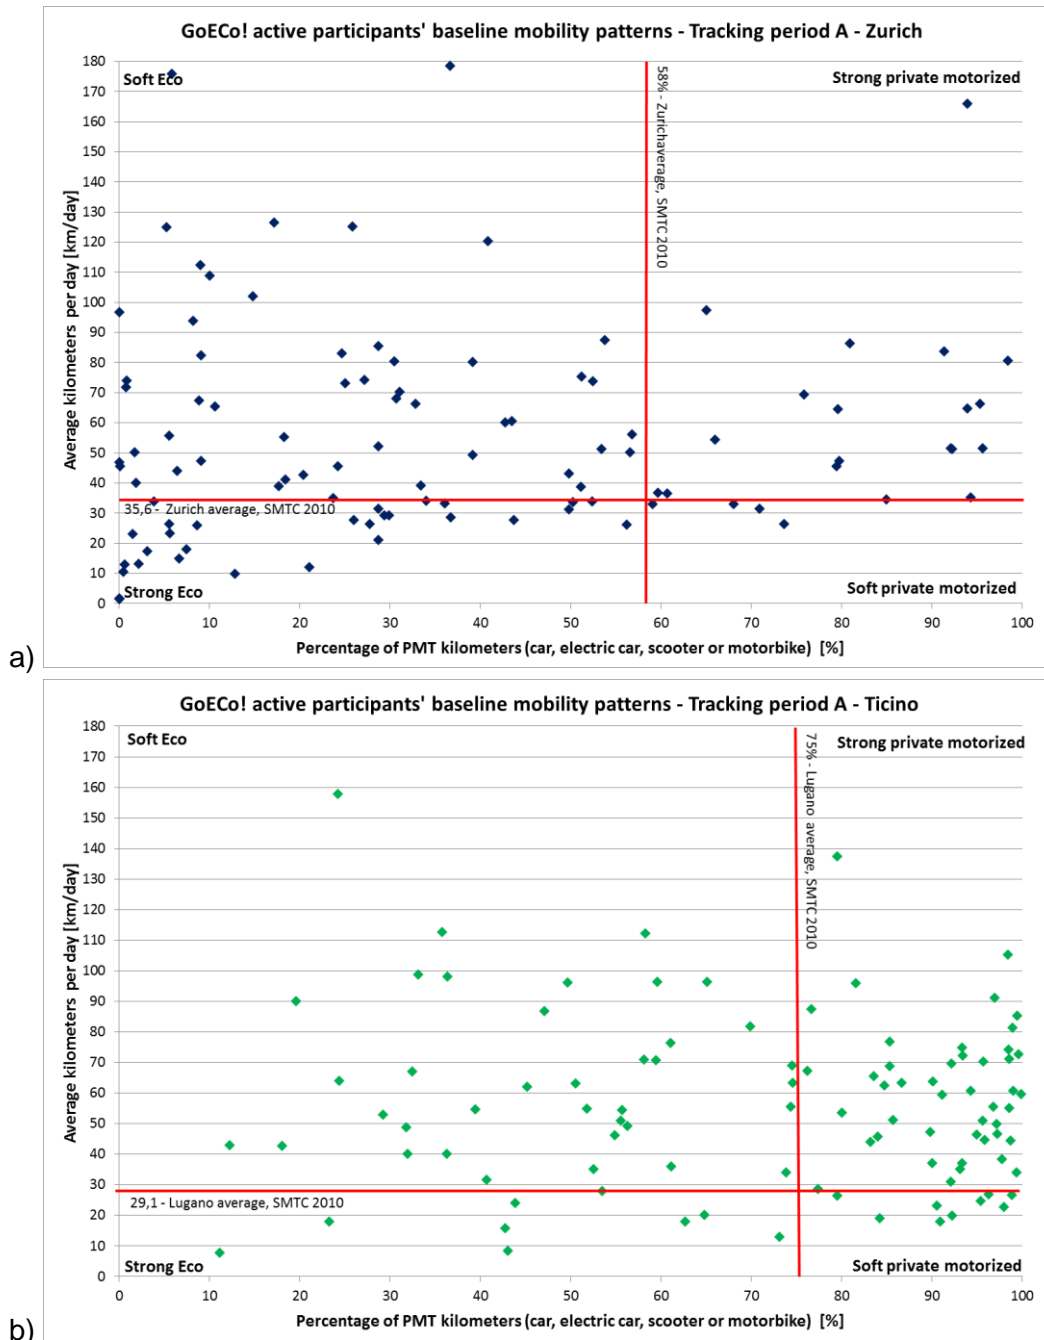 GoECo! active participants' baseline mobility patterns - Tracking period A - Zurich
180
170
160
150
140
130
120
110
100
90
80
70
60
50
40
30
20
10
0
Average kilometers per day [km/day]
Soft Eco
Strong private motorized
58% - Zurichaverage, SMTC 2010
35,6 - Zurich average, SMTC 2010
Strong Eco
Soft private motorized
0 10 20 30 40 50 60 70 80 90 100
Percentage of PMT kilometers (car, electric car, scooter or motorbike) [%]
a)
GoECo! active participants' baseline mobility patterns - Tracking period A - Ticino
180
170
160
150
140
130
120
110
100
90
80
70
60
50
40
30
20
10
0
Average kilometers per day [km/day]
Soft Eco
Strong private motorized
75% - Lugano average, SMTC 2010
29,1 - Lugano average, SMTC 2010
Strong Eco
Soft private motorized
0 10 20 30 40 50 60 70 80 90 100
Percentage of PMT kilometers (car, electric car, scooter or motorbike) [%]
b)